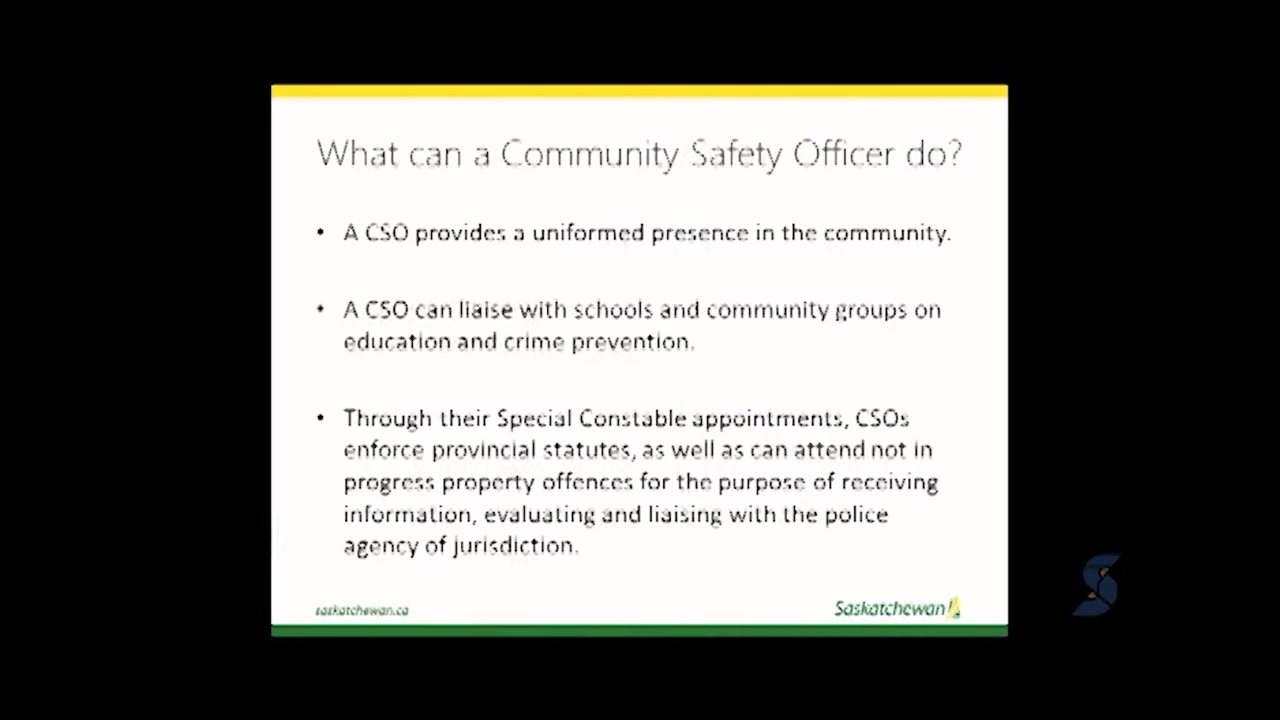 What can a Community Safety Officer do?
• A CSO provides a uniformed presence in the community.
• A CSO can liaise with schools and community groups on
education and crime prevention.
• Through their Special Constable appointments, CSOs
enforce provincial statutes, as well as can attend not in
progress property offences for the purpose of receiving
information, evaluating and liaising with the police
agency of jurisdiction.
saskatchewan.ca
Saskatchewan
S